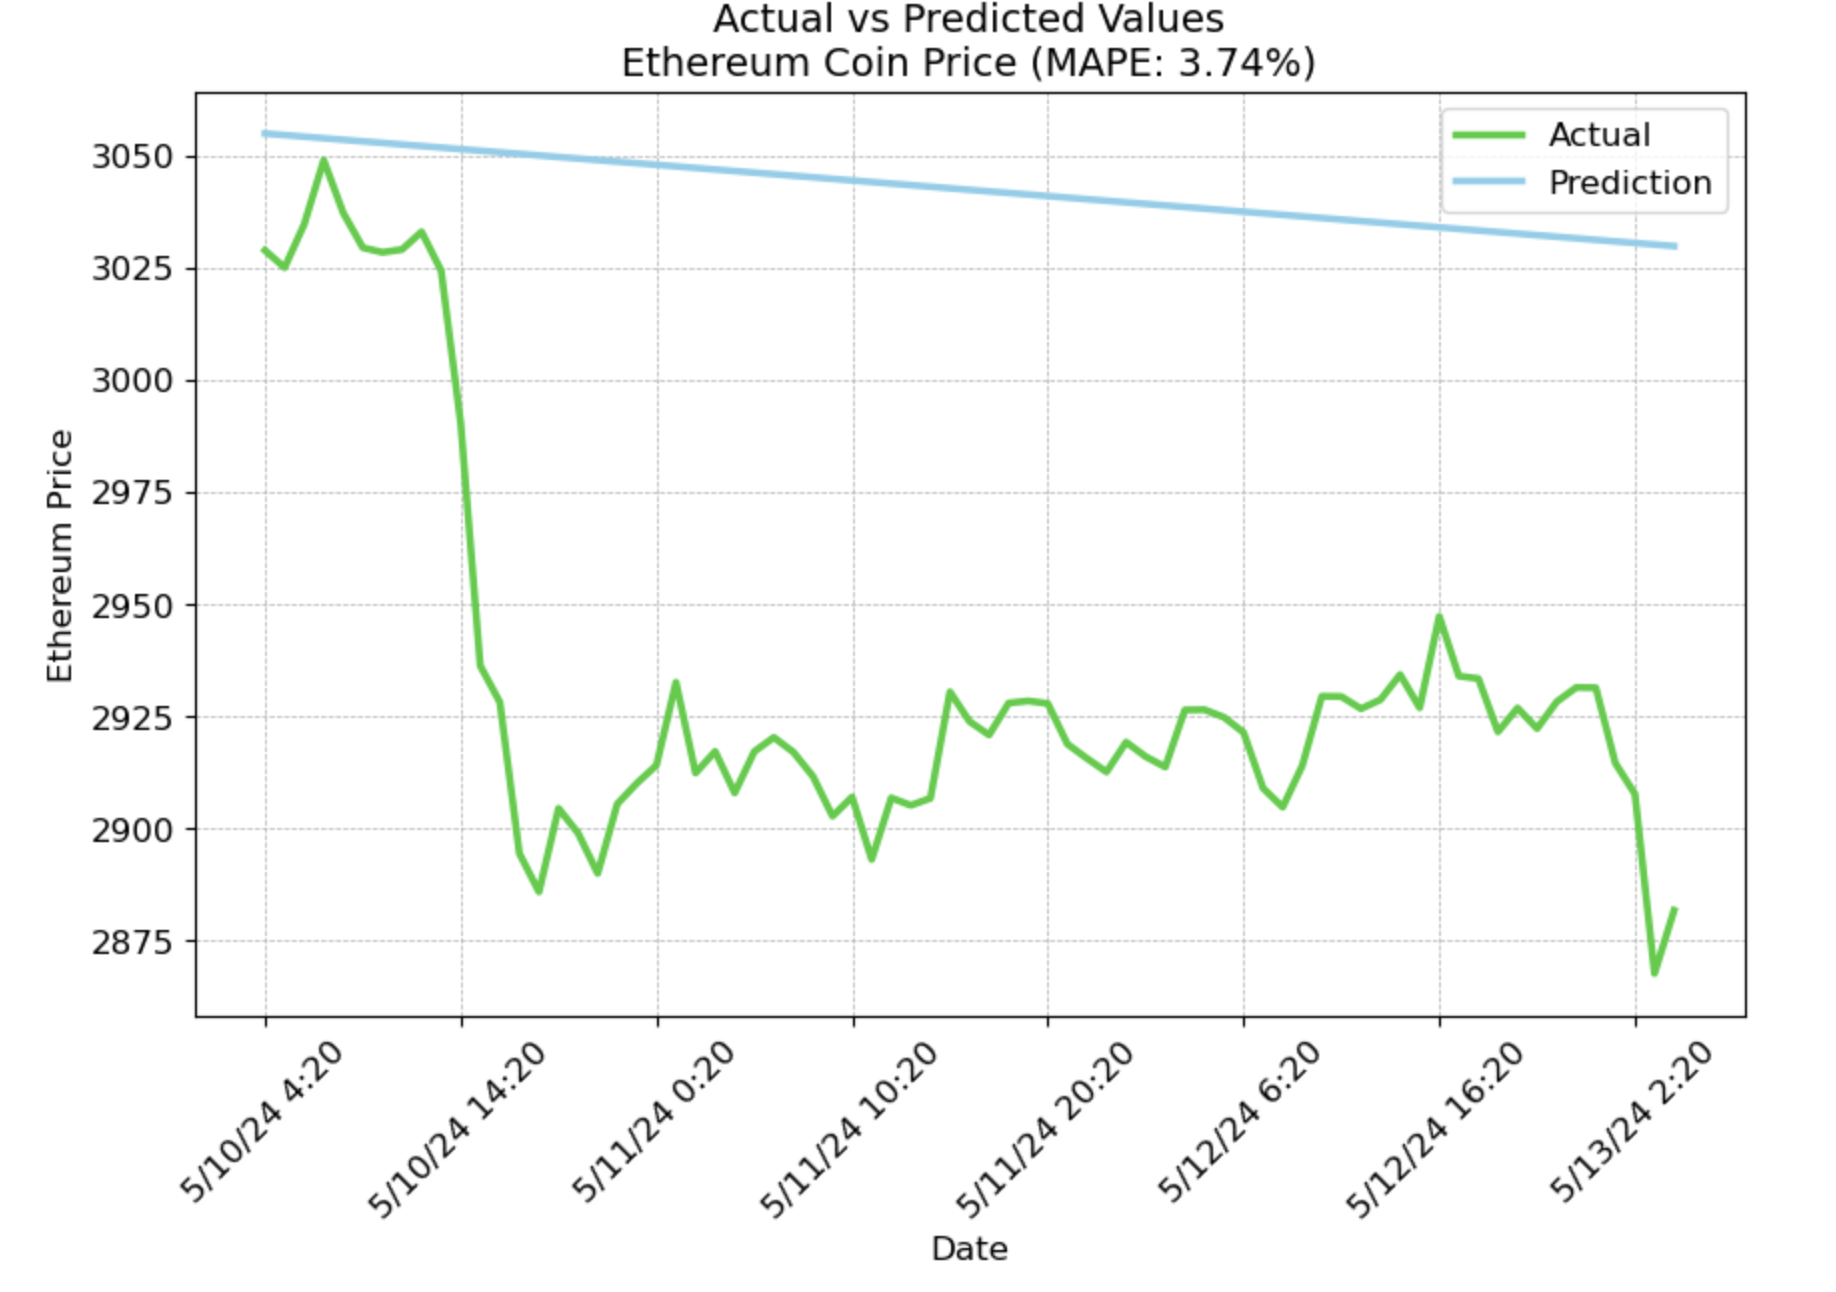 Actual vs Predicted Values
Ethereum Coin Price (MAPE: 3.74%)
Actual
Prediction
3050
3025
3000
2975
2950
2925
2900
2875
Ethereum Price
5/10/24 4:20
5/10/24 14:20
5/11/24 0:20
5/11/24 10:20
5/11/24 20:20
5/12/24 6:20
5/12/24 16:20
5/13/24 2:20
Date